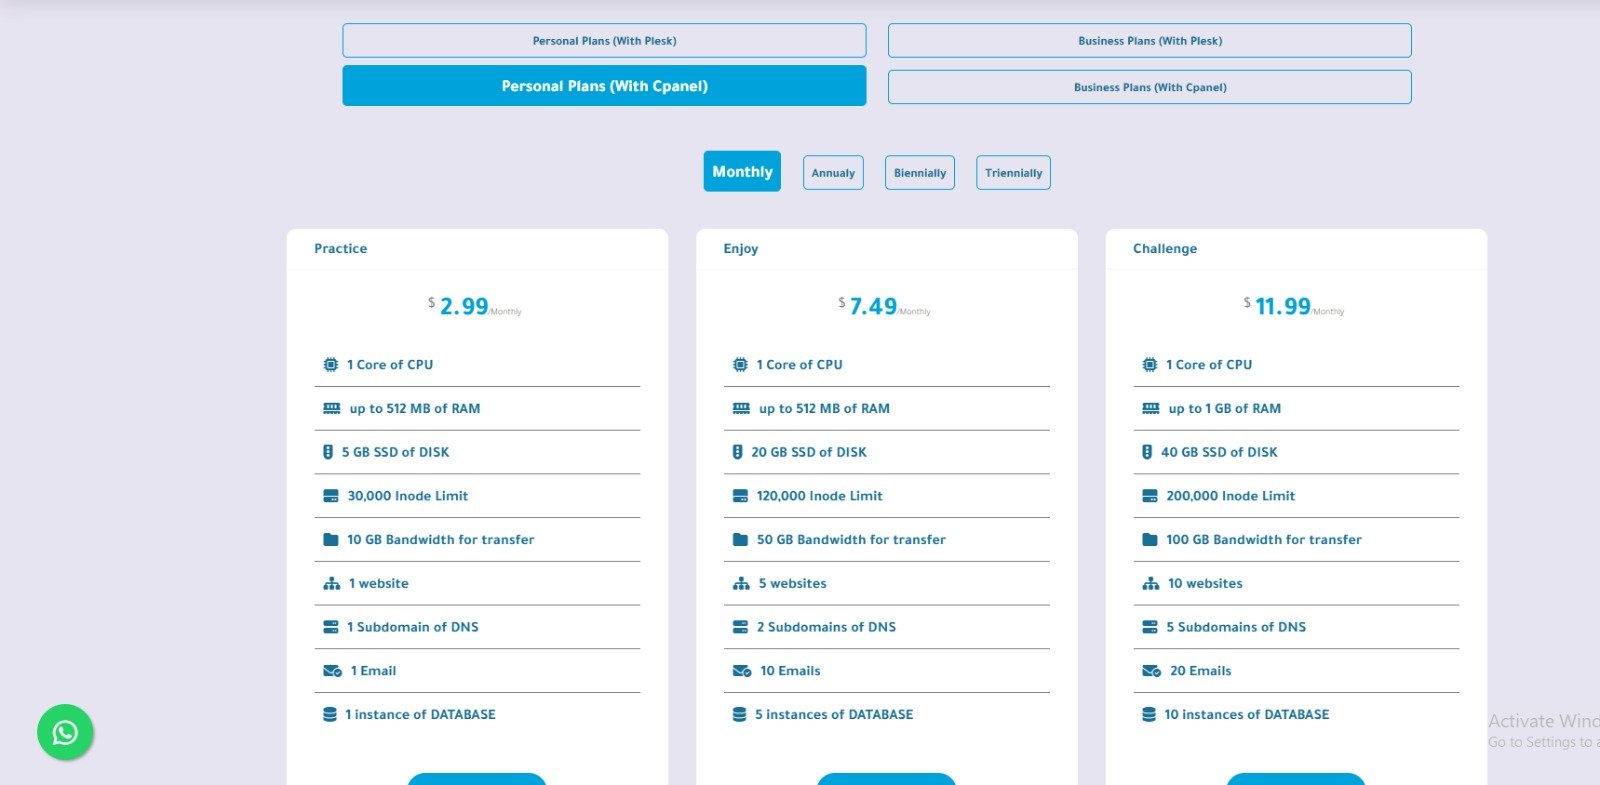 Personal Plans (With Plesk)
Business Plans (With Plesk)
Personal Plans (With Cpanel)
Business Plans (With Cpanel)
Monthly
Annualy
Biennially
Triennially
Practice
$ 2.99/Monthly
1 Core of CPU
up to 512 MB of RAM
5 GB SSD of DISK
30,000 Inode Limit
10 GB Bandwidth for transfer
1 website
1 Subdomain of DNS
1 Email
1 instance of DATABASE
Enjoy
$ 7.49/Monthly
1 Core of CPU
up to 512 MB of RAM
20 GB SSD of DISK
120,000 Inode Limit
50 GB Bandwidth for transfer
5 websites
2 Subdomains of DNS
10 Emails
5 instances of DATABASE
Challenge
$ 11.99/Monthly
1 Core of CPU
up to 1 GB of RAM
40 GB SSD of DISK
200,000 Inode Limit
100 GB Bandwidth for transfer
10 websites
5 Subdomains of DNS
20 Emails
10 instances of DATABASE
Activate Wind
Go to Settings to a